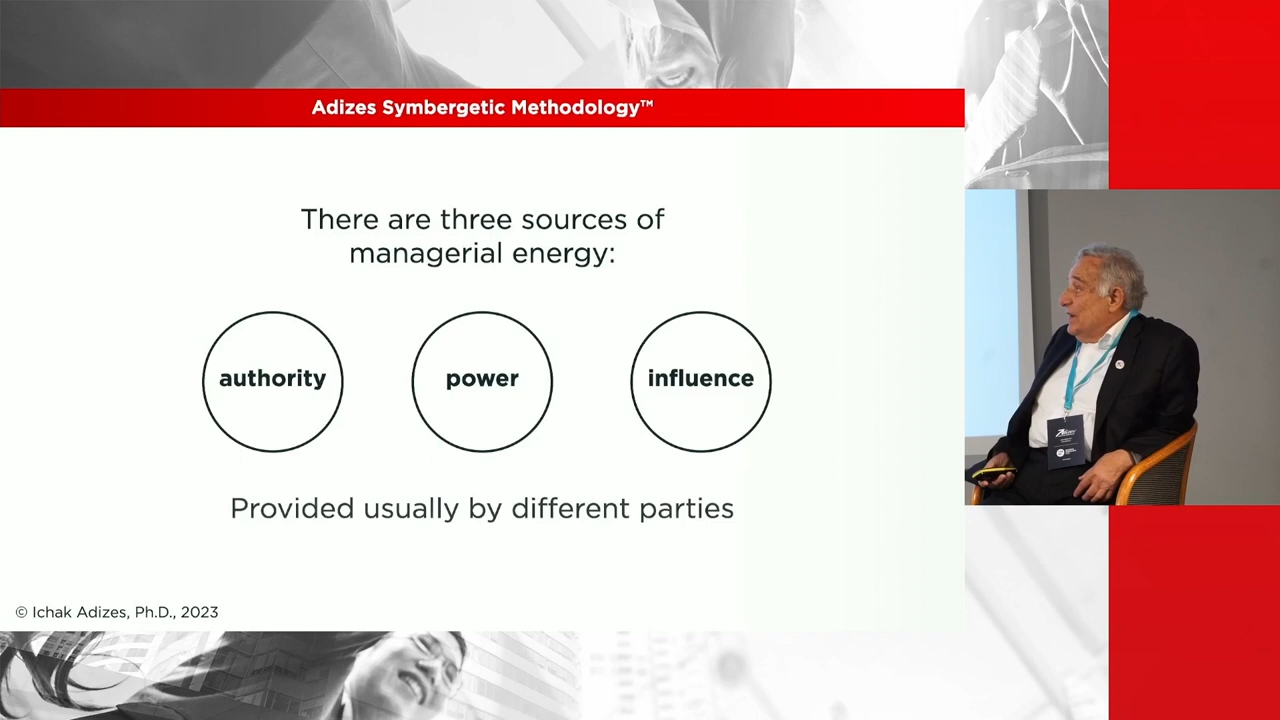 Adizes Symbergetic Methodology™
There are three sources of
managerial energy:
authority
power
influence
Provided usually by different parties
© Ichak Adizes, Ph.D., 2023